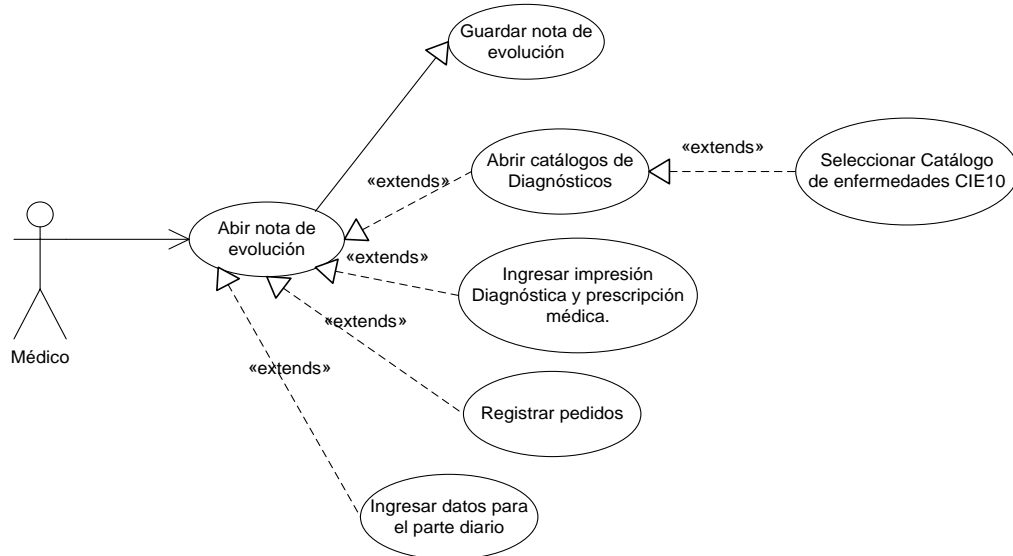 Guardar nota de
evolución
«extends»
Abrir catálogos de
Diagnósticos
Seleccionar Catálogo
de enfermedades CIE10
«extends»
Abir nota de
evolución
«extends»
Ingresar impresión
Diagnóstica y prescripción
médica.
«extends»
Médico
«extends»
Registrar pedidos
Ingresar datos para
el parte diario